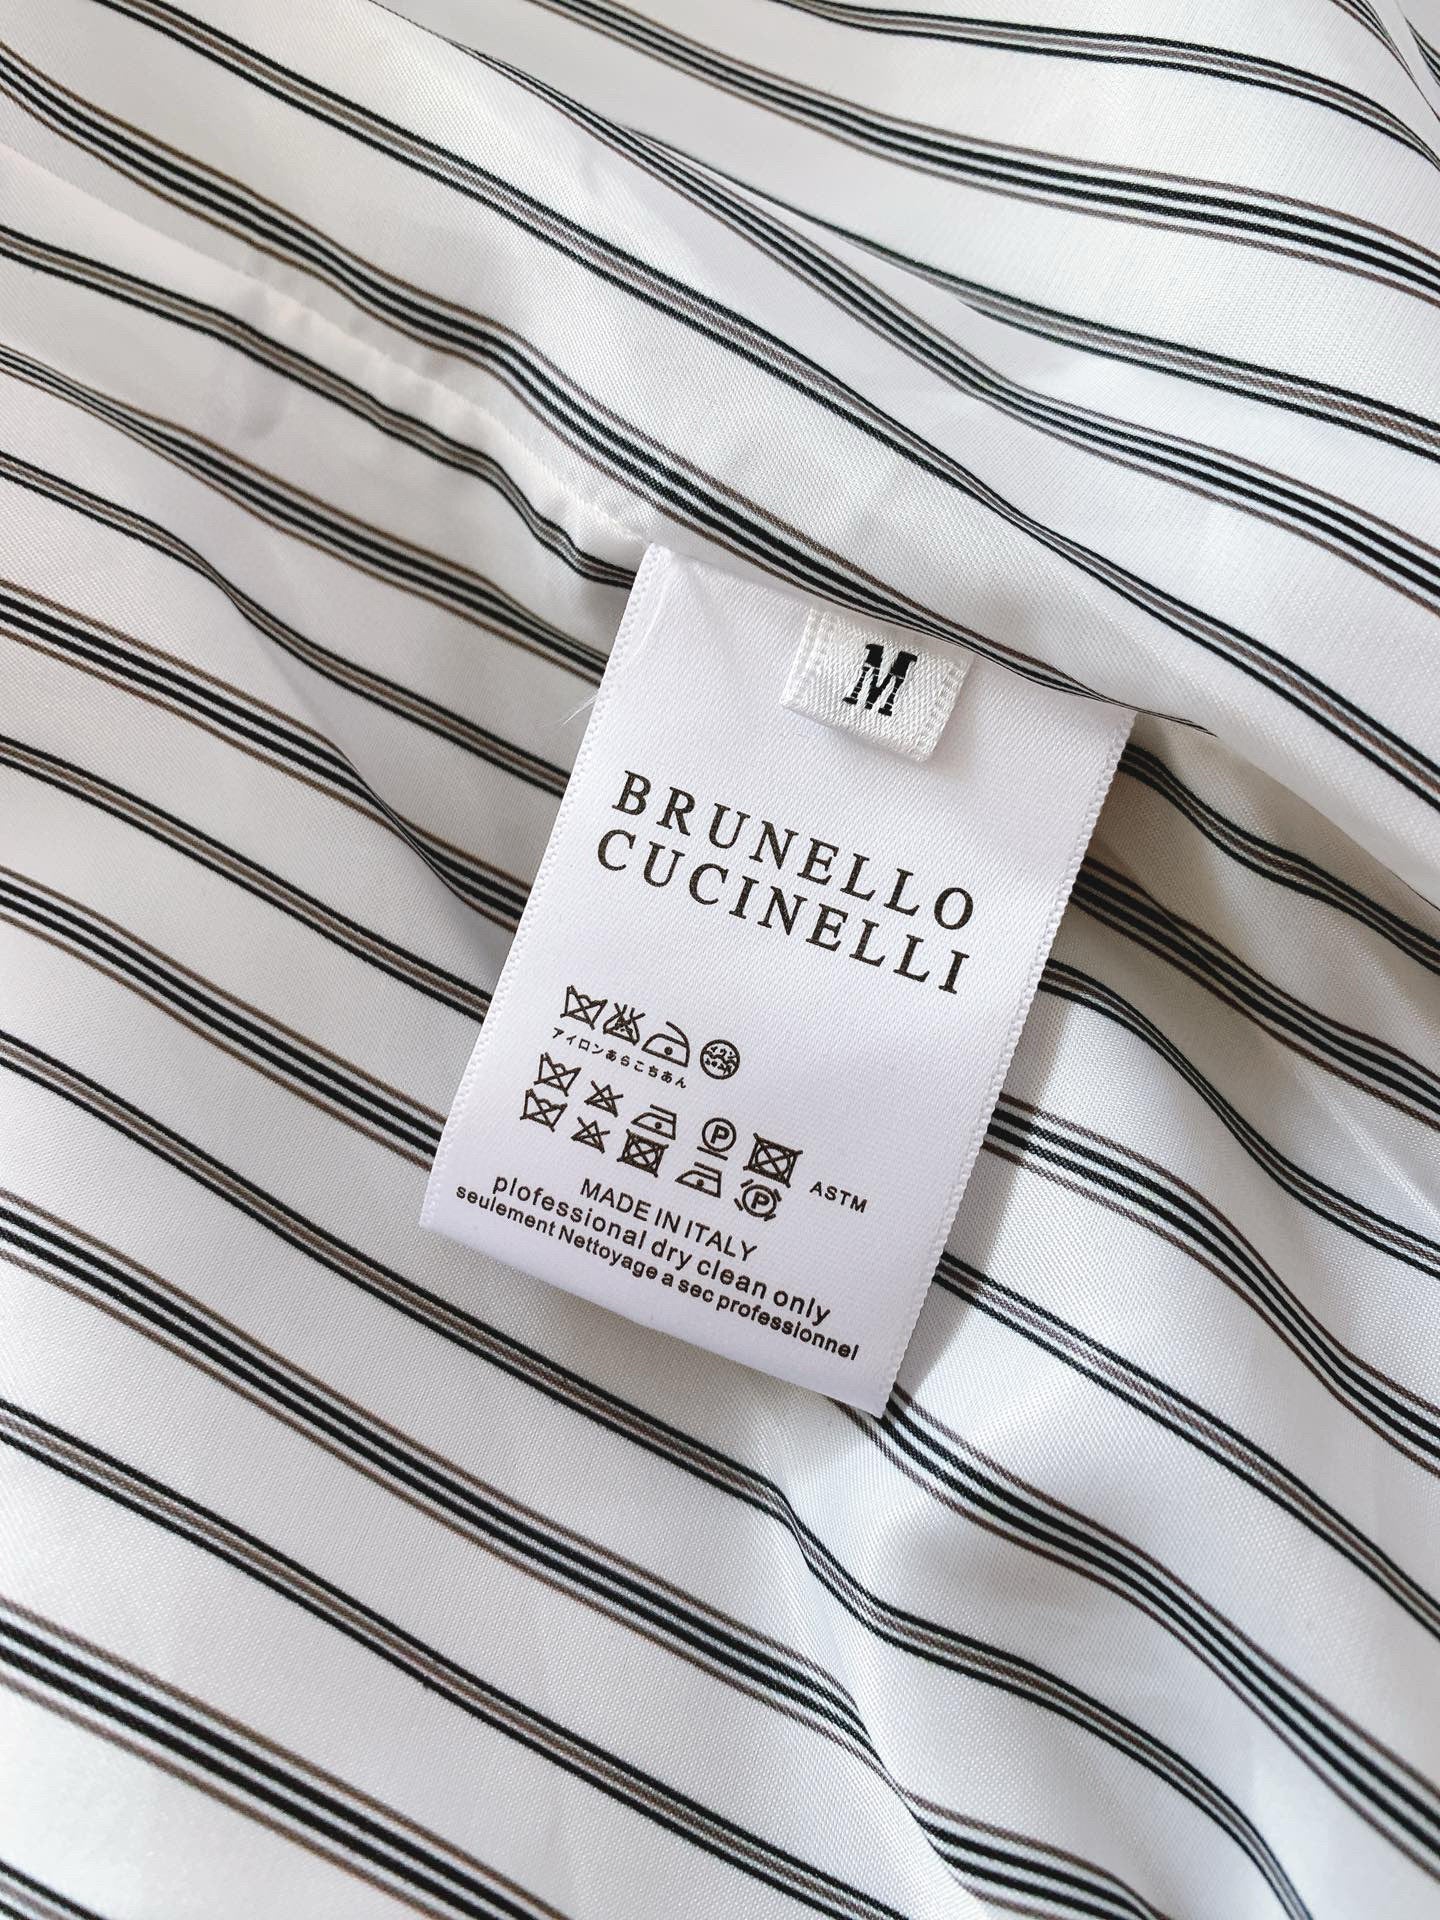 M
BRUNELLO
CUCINELLI
アイロンあらこちあん
P
P
ASTM
MADE IN ITALY
plofessional dry clean only
seulement Nettoyage a sec professionnel